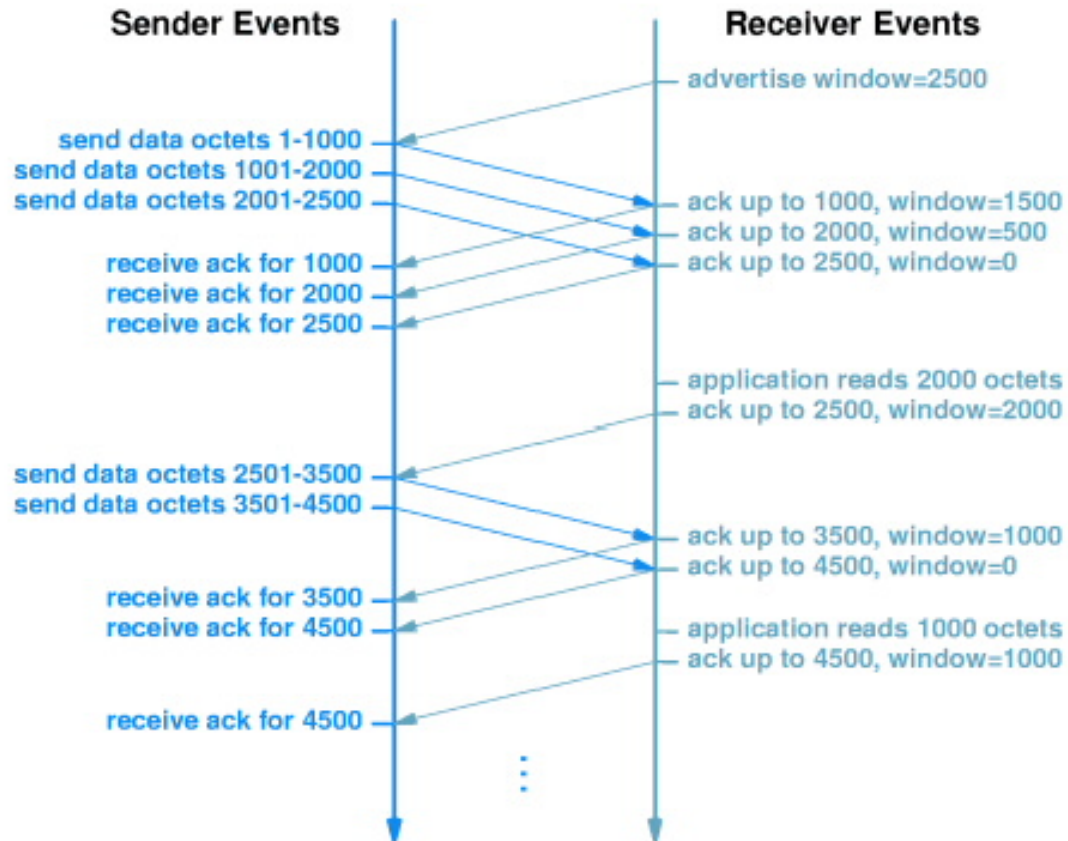 Sender Events
Receiver Events
advertise window=2500
send data octets 1-1000
send data octets 1001-2000
send data octets 2001-2500
ack up to 1000, window=1500
ack up to 2000, window=500
ack up to 2500, window=0
receive ack for 1000
receive ack for 2000
receive ack for 2500
application reads 2000 octets
ack up to 2500, window=2000
send data octets 2501-3500
send data octets 3501-4500
ack up to 3500, window=1000
ack up to 4500, window=0
receive ack for 3500
receive ack for 4500
application reads 1000 octets
ack up to 4500, window=1000
receive ack for 4500